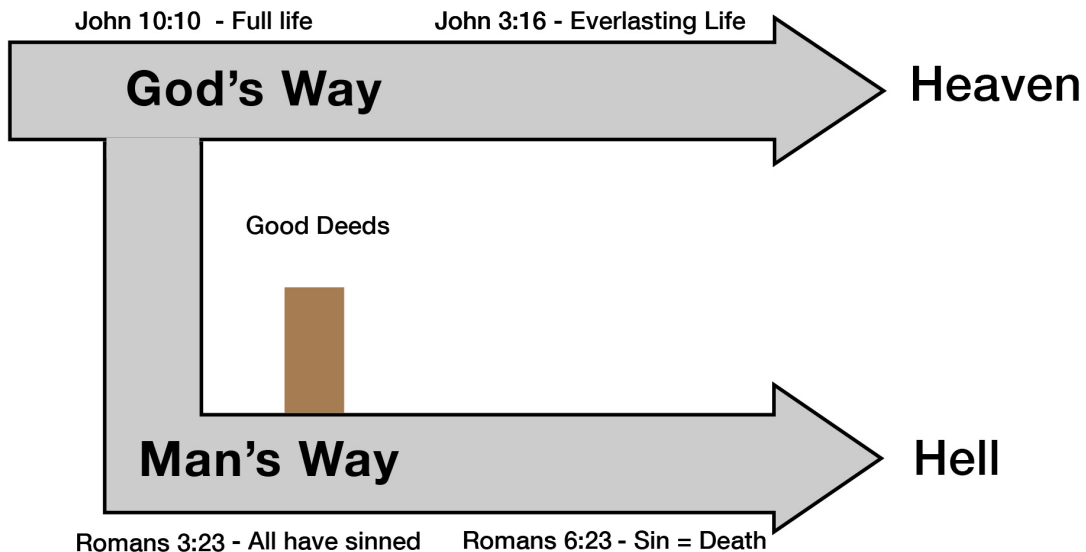 John 10:10 - Full life
John 3:16 - Everlasting Life
God's Way
Heaven
Good Deeds
Man's Way
Hell
Romans 3:23 - All have sinned
Romans 6:23 - Sin = Death